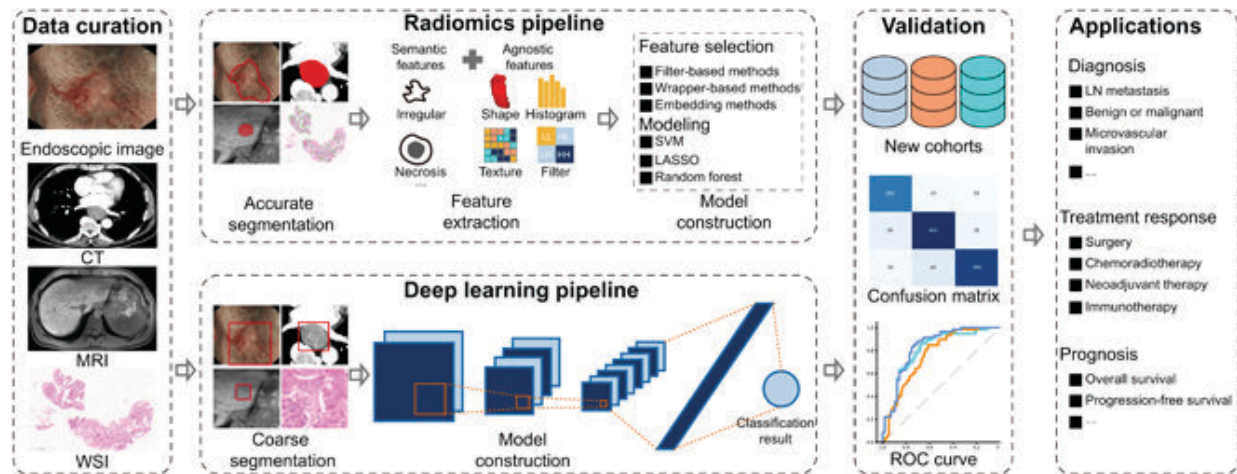 Data curation
Endoscopic image
CT
MRI
WSI
Radiomics pipeline
Accurate
segmentation
Semantic
features
Agnostic
features
Irregular
Shape
Histogram
Necrosis
....
Texture
LL
HL
LH
HH
Filter
Feature
extraction
Feature selection
Filter-based methods
Wrapper-based methods
Embedding methods
Modeling
SVM
LASSO
Random forest
Model
construction
Deep learning pipeline
Coarse
segmentation
Model
construction
Classification
result
Validation
New cohorts
Confusion matrix
ROC curve
Applications
Diagnosis
LN metastasis
Benign or malignant
Microvascular
invasion
...
Treatment response
Surgery
Chemoradiotherapy
Neoadjuvant therapy
Immunotherapy
Prognosis
Overall survival
Progression-free survival
...